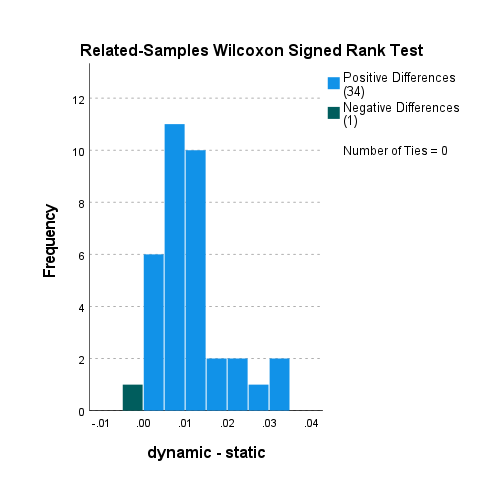 Related-Samples Wilcoxon Signed Rank Test
Positive Differences
(34)
Negative Differences
(1)
Number of Ties = 0
Frequency
12
10
8
6
4
2
0
-.01 .00 .01 .02 .03 .04
dynamic - static